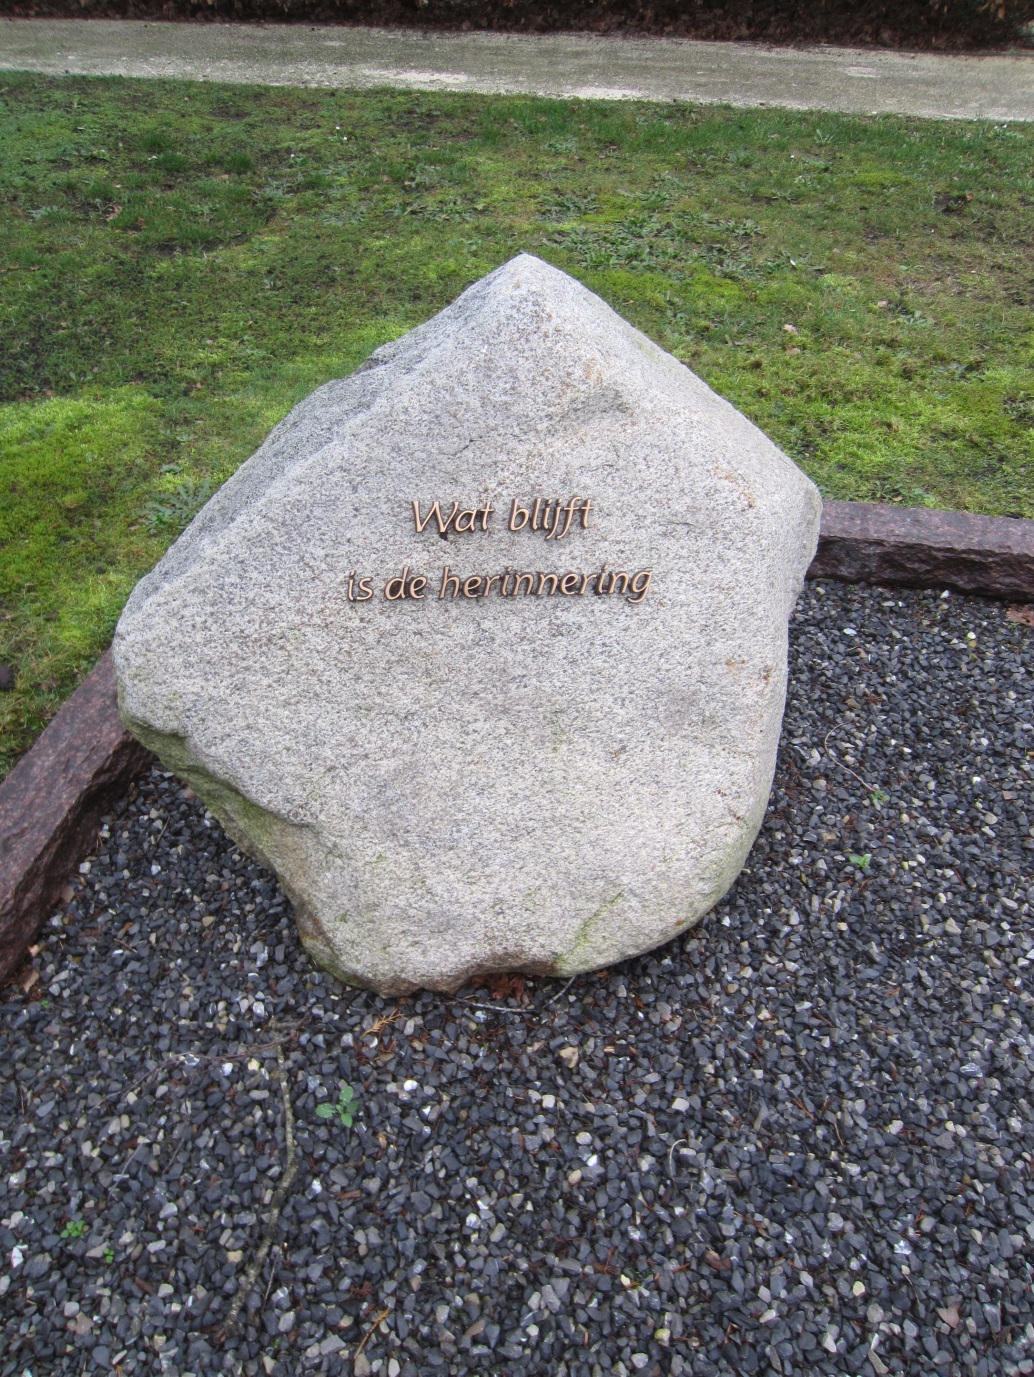 Wat blijft
is de herinnering